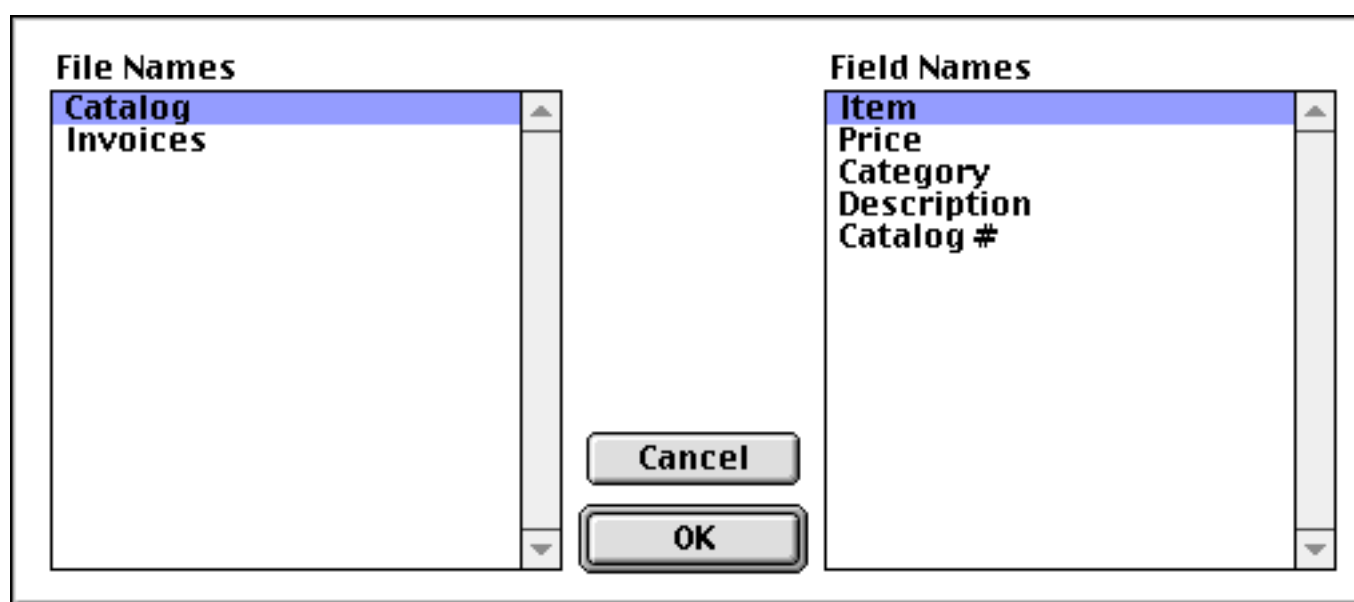 File Names
Catalog
Invoices
Cancel
OK
Field Names
Item
Price
Category
Description
Catalog #